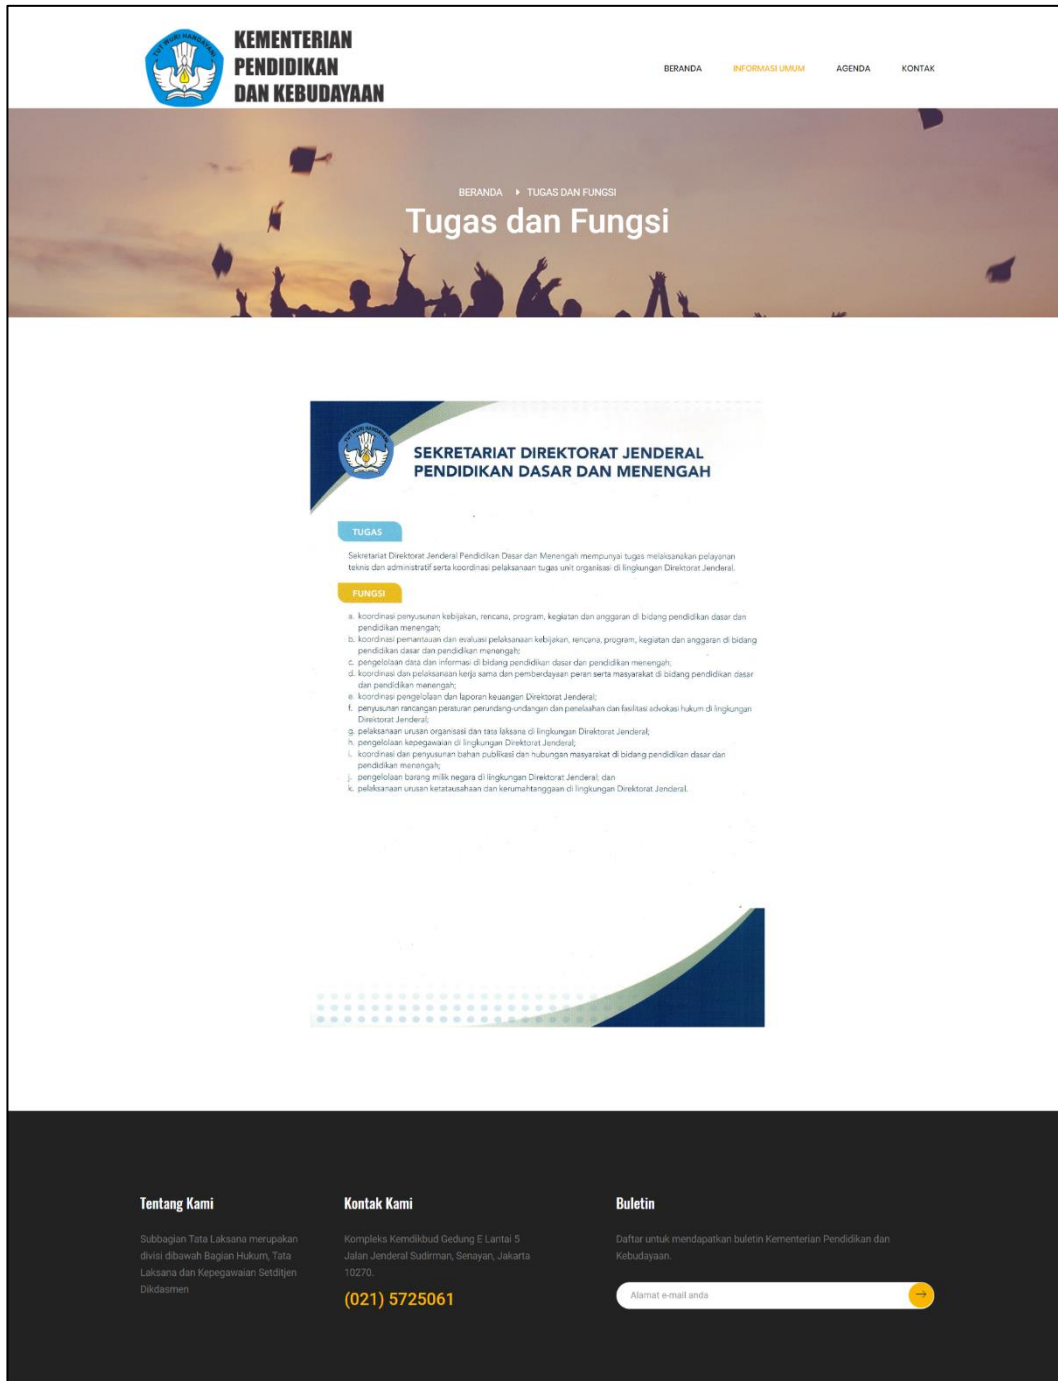 TUT WURI HANDAYANI
KEMENTERIAN
PENDIDIKAN
DAN KEBUDAYAAN
BERANDA INFORMASI UMUM AGENDA KONTAK
BERANDA TUGAS DAN FUNGSI
Tugas dan Fungsi
TUT WURI HANDAYANI
SEKRETARIAT DIREKTORAT JENDERAL
PENDIDIKAN DASAR DAN MENENGAH
TUGAS
Sekretariat Direktorat Jenderal Pendidikan Dasar dan Menengah mempunyai tugas melaksanakan pelayanan
teknis dan administratif serta koordinasi pelaksanaan tugas unit organisasi di lingkungan Direktorat Jenderal.
FUNGSI
a. koordinasi penyusunan kebijakan, rencana, program, kegiatan dan anggaran di bidang pendidikan dasar dan
pendidikan menengah;
b. koordinasi pemantauan dan evaluasi pelaksanaan kebijakan, rencana, program, kegiatan dan anggaran di bidang
pendidikan dasar dan pendidikan menengah;
c. pengelolaan data dan informasi di bidang pendidikan dasar dan pendidikan menengah;
d. koordinasi dan pelaksanaan kerja sama dan pemberdayaan peran serta masyarakat di bidang pendidikan dasar
dan pendidikan menengah;
e. koordinasi pengelolaan dan laporan keuangan Direktorat Jenderal;
f. penyusunan rancangan peraturan perundang-undangan dan penelaahan dan fasilitasi advokasi hukum di lingkungan
Direktorat Jenderal;
g. pelaksanaan urusan organisasi dan tata laksana di lingkungan Direktorat Jenderal;
h. pengelolaan kepegawaian di lingkungan Direktorat Jenderal;
i. koordinasi dan penyusunan bahan publikasi dan hubungan masyarakat di bidang pendidikan dasar dan
pendidikan menengah;
j. pengelolaan barang milik negara di lingkungan Direktorat Jenderal; dan
k. pelaksanaan urusan ketatausahaan dan kerumahtanggaan di lingkungan Direktorat Jenderal.
Tentang Kami
Subbagian Tata Laksana merupakan
divisi dibawah Bagian Hukum, Tata
Laksana dan Kepegawaian Setditjen
Dikdasmen
Kontak Kami
Kompleks Kemdikbud Gedung E Lantai 5
Jalan Jenderal Sudirman, Senayan, Jakarta
10270.
(021) 5725061
Buletin
Daftar untuk mendapatkan buletin Kementerian Pendidikan dan
Kebudayaan.
Alamat e-mail anda